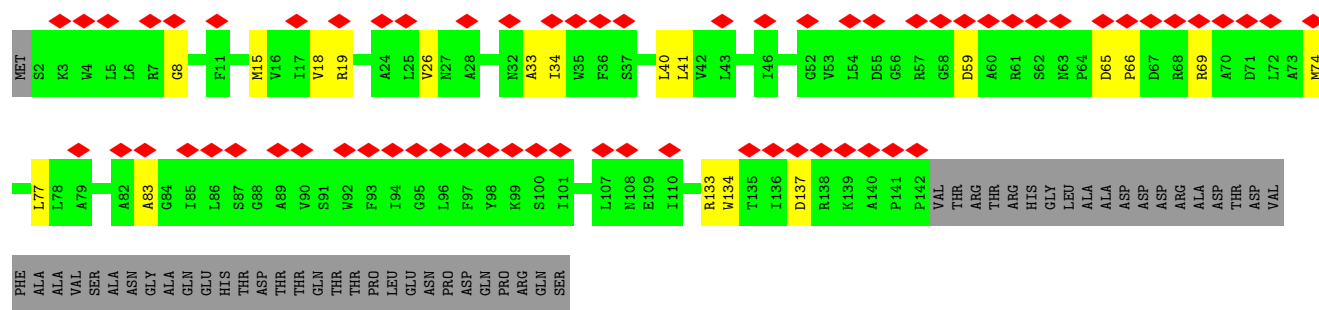 MET S2 K3 W4 L5 L6 R7 G8 F11 M15 V16 I17 V18 R19 A24 L25 V26 N27 A28 N32 A33 I34 W35 F36 S37 L40 L41 V42 L43 I46 G52 V53 L54 D55 G56 R57 G58 D59 A60 R61 S62 N63 P64 D65 P66 D67 R68 R69 A70 D71 L72 A73 M74
L77 L78 A79 A82 A83 G84 I85 L86 S87 G88 A89 V90 S91 W92 F93 I94 G95 L96 F97 Y98 K99 S100 I101 L107 N108 E109 I110 R133 W134 T135 I136 D137 R138 K139 A140 P141 P142 VAL THR ARG THR ARG HIS GLY LEU ALA ALA ASP ASP ASP ARG ALA ASP THR ASP VAL
PHE ALA ALA VAL SER ALA ASN GLY ALA GLN GLU HIS THR ASP THR THR GLN THR THR PRO LEU GLU ASN PRO ASP GLN PRO ARG GLN SER